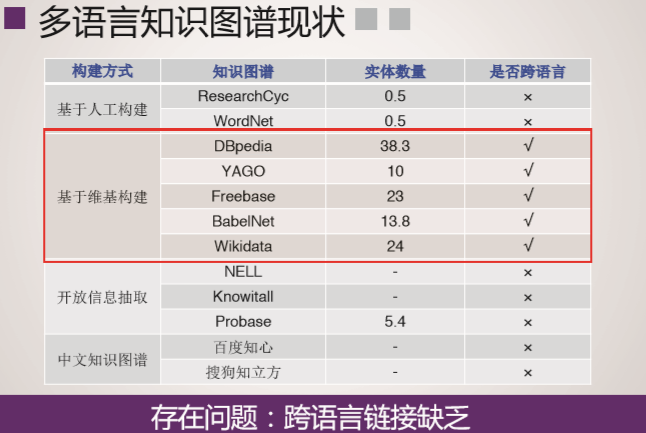 多语言知识图谱现状
构建方式 知识图谱 实体数量 是否跨语言
基于人工构建 ResearchCyc 0.5 ×
WordNet 0.5 ×
基于维基构建 DBpedia 38.3 √
YAGO 10 √
Freebase 23 √
BabelNet 13.8 √
Wikidata 24 √
开放信息抽取 NELL - ×
Knowitall - ×
Probase 5.4 ×
中文知识图谱 百度知心 - ×
搜狗知立方 - ×
存在问题：跨语言链接缺乏